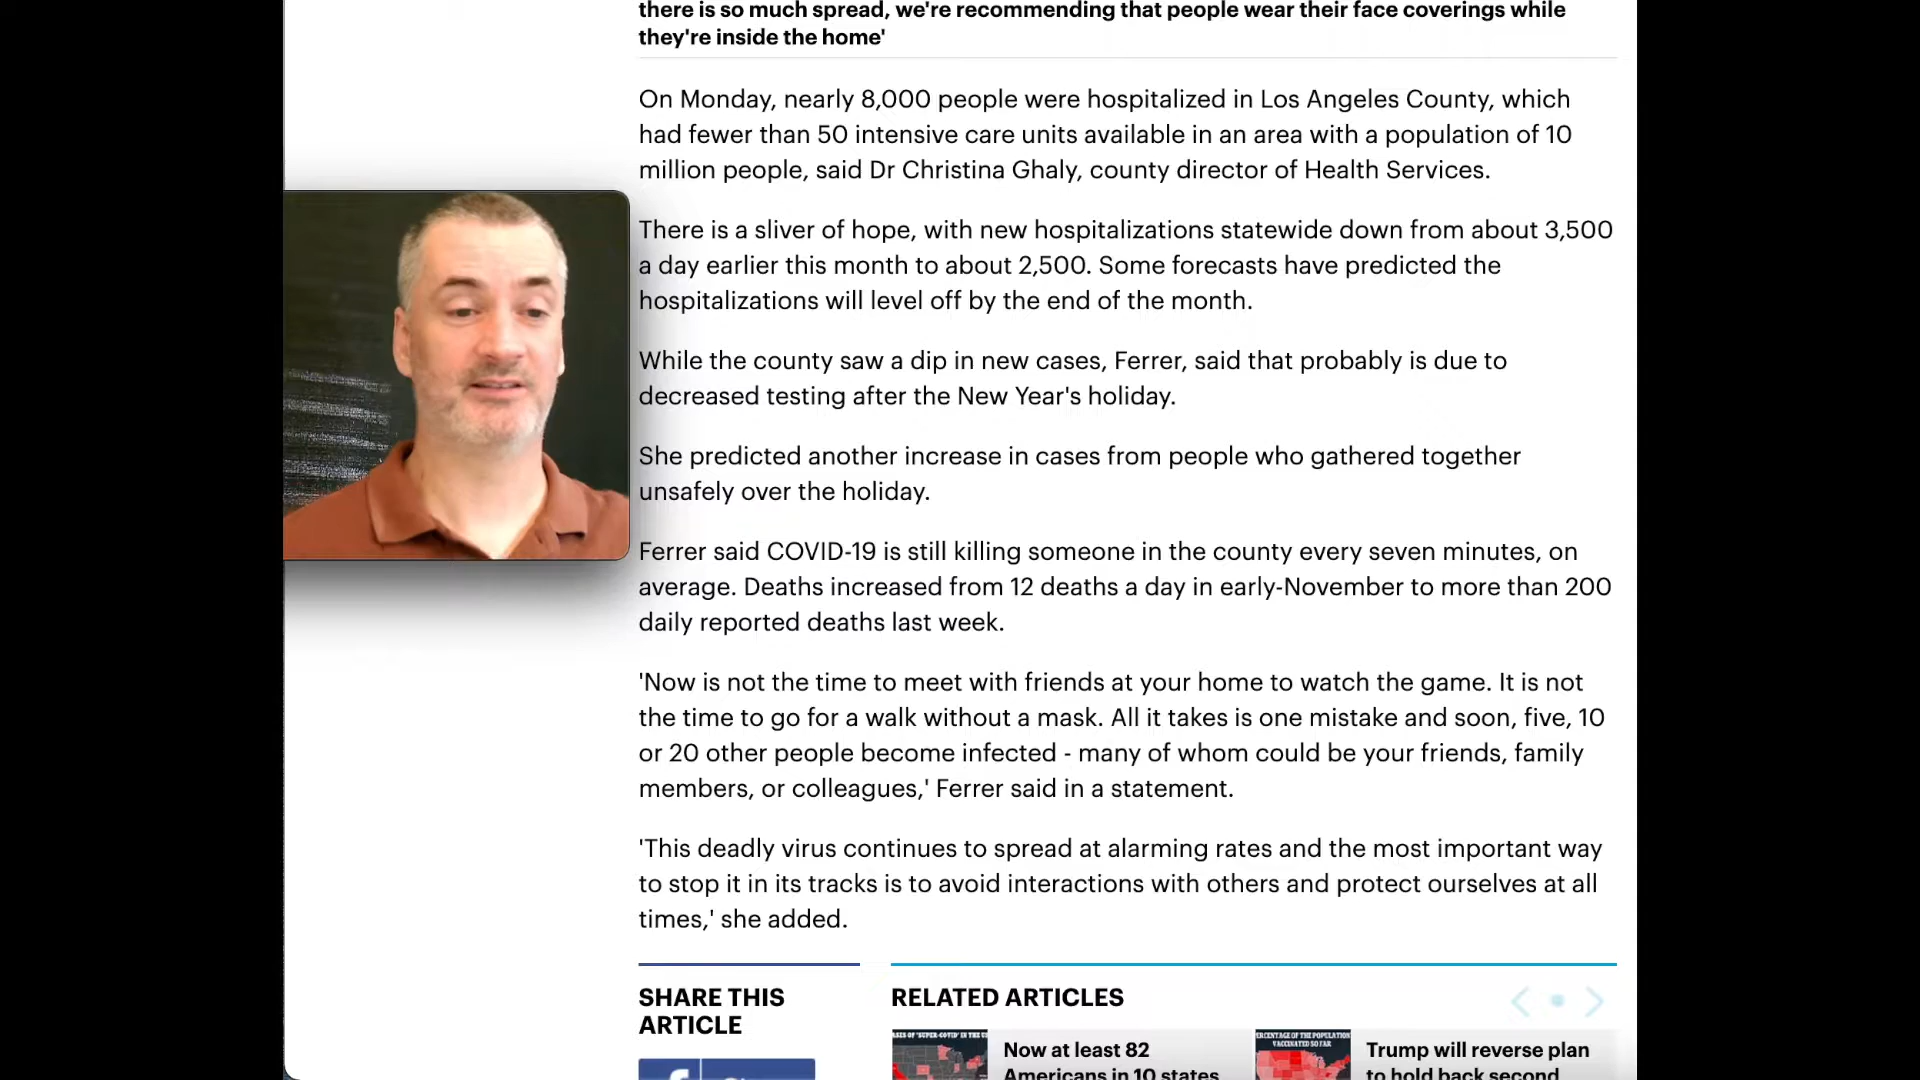 there is so much spread, we're recommending that people wear their face coverings while
they're inside the home'
On Monday, nearly 8,000 people were hospitalized in Los Angeles County, which
had fewer than 50 intensive care units available in an area with a population of 10
million people, said Dr Christina Ghaly, county director of Health Services.
There is a sliver of hope, with new hospitalizations statewide down from about 3,500
a day earlier this month to about 2,500. Some forecasts have predicted the
hospitalizations will level off by the end of the month.
While the county saw a dip in new cases, Ferrer, said that probably is due to
decreased testing after the New Year's holiday.
She predicted another increase in cases from people who gathered together
unsafely over the holiday.
Ferrer said COVID-19 is still killing someone in the county every seven minutes, on
average. Deaths increased from 12 deaths a day in early-November to more than 200
daily reported deaths last week.
'Now is not the time to meet with friends at your home to watch the game. It is not
the time to go for a walk without a mask. All it takes is one mistake and soon, five, 10
or 20 other people become infected - many of whom could be your friends, family
members, or colleagues,' Ferrer said in a statement.
'This deadly virus continues to spread at alarming rates and the most important way
to stop it in its tracks is to avoid interactions with others and protect ourselves at all
times,' she added.
SHARE THIS
ARTICLE
RELATED ARTICLES
Now at least 82
Americans in 10 states
Trump will reverse plan
to hold back second